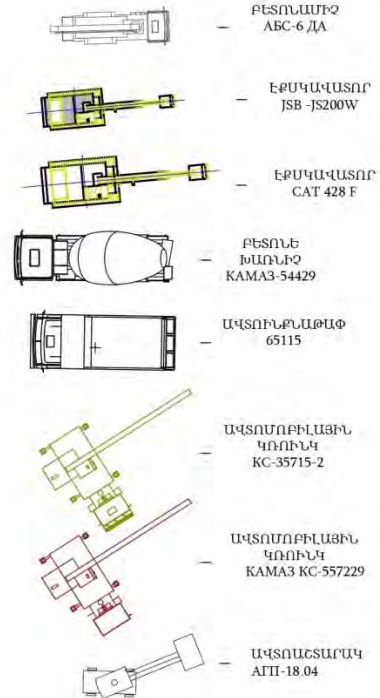 ԲԵՏՈՆԱՄԻՉ
АБС-6 ДА
ԷՔՍԿԱՎԱՏՈՐ
JSB -JS200W
ԷՔՍԿԱՎԱՏՈՐ
CAT 428 F
ԲԵՏՈՆԵ
ԽԱՌՆԻՉ
КАМАЗ-54429
ԱՎՏՈԻՆՔՆԱԹԱՓ
65115
ԱՎՏՈՄՈԲԻԼԱՅԻՆ
ԿՌՈՒՆԿ
КС-35715-2
ԱՎՏՈՄՈԲԻԼԱՅԻՆ
ԿՌՈՒՆԿ
КАМАЗ КС-557229
ԱՎՏՈԱՇՏԱՐԱԿ
АГП-18.04